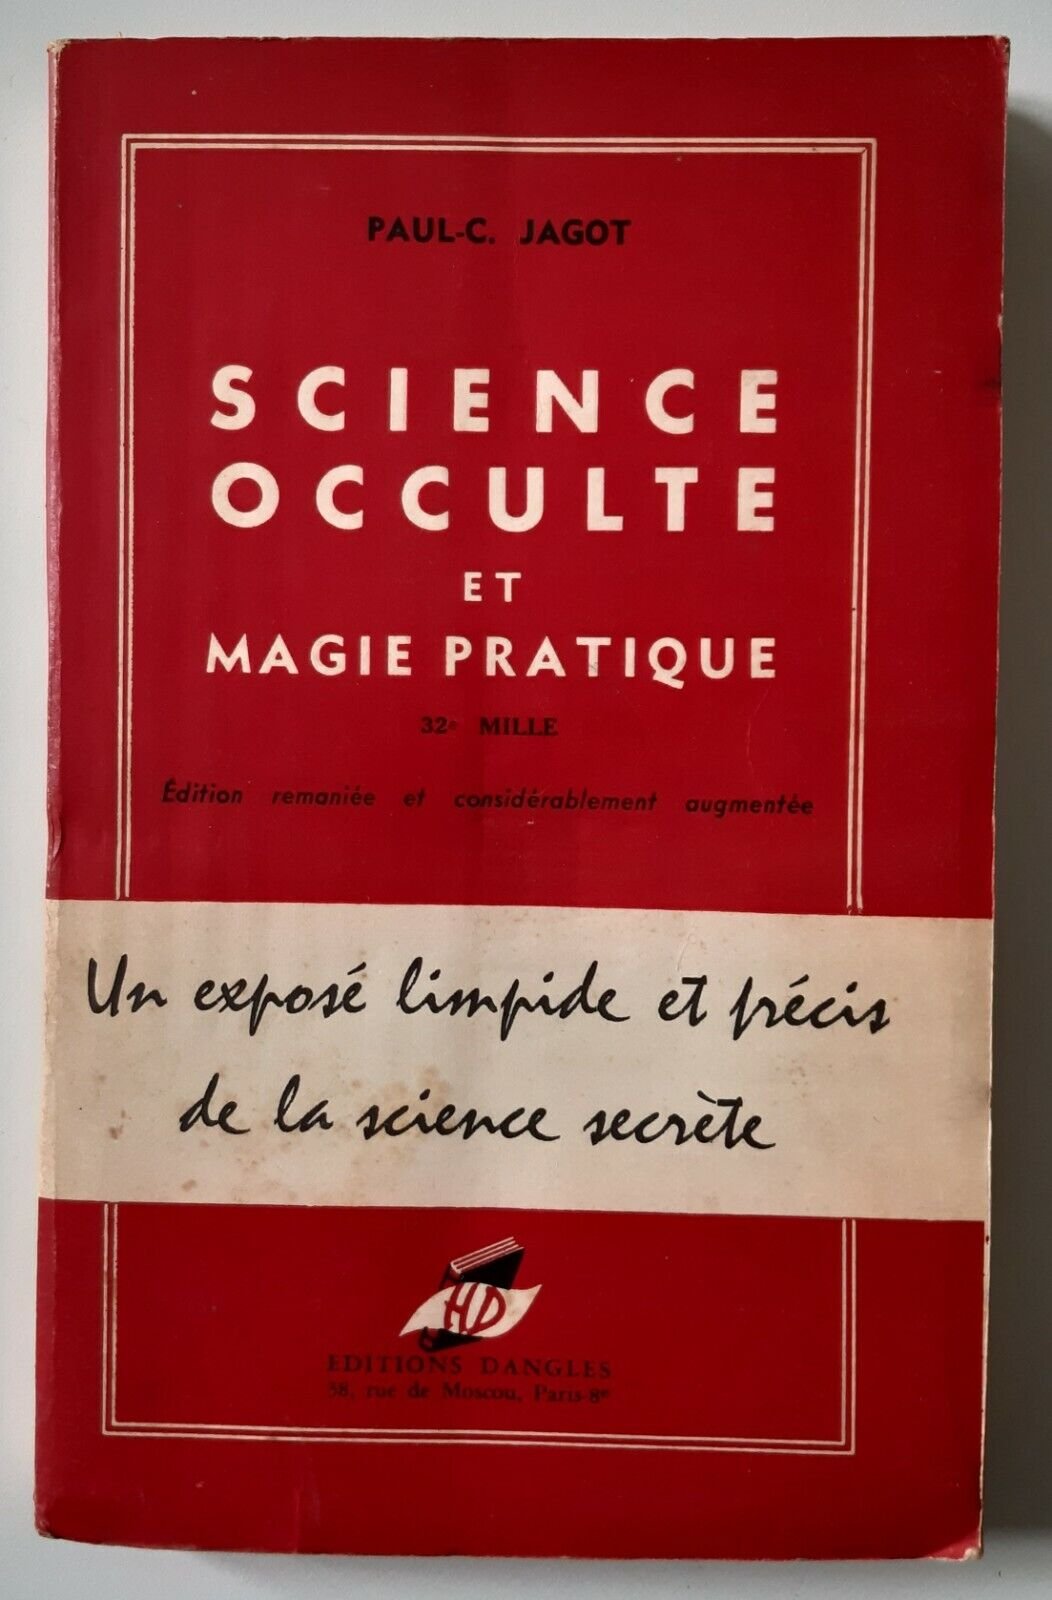 PAUL-C. JAGOT
SCIENCE
OCCULTE
ET
MAGIE PRATIQUE
32e MILLE
Édition remaniée et considérablement augmentée
Un exposé limpide et précis
de la science secrète
HD
EDITIONS DANGLES
38, rue de Moscou, Paris-8e